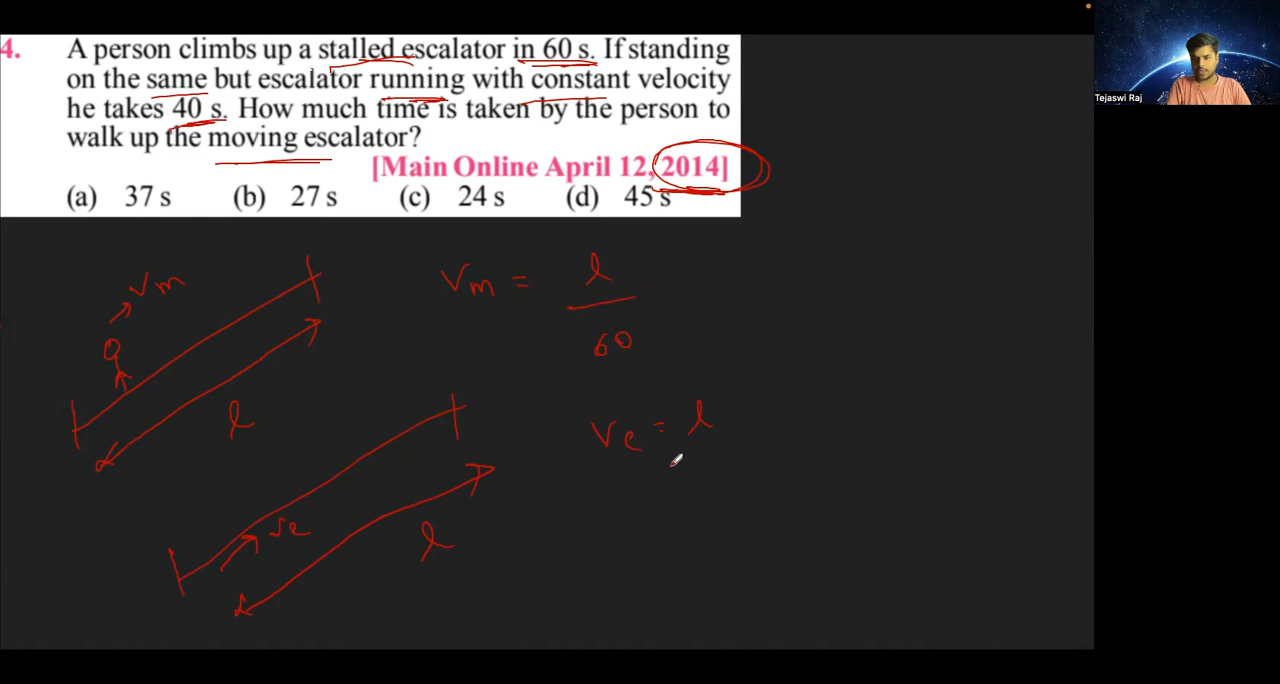 4. A person climbs up a stalled escalator in 60 s. If standing
on the same but escalator running with constant velocity
he takes 40 s. How much time is taken by the person to
walk up the moving escalator?
[Main Online April 12, 2014]
(a) 37 s (b) 27 s (c) 24 s (d) 45 s
Tejaswi Raj
Vm
l
Vm = l
60
Ve = l
Ve
l